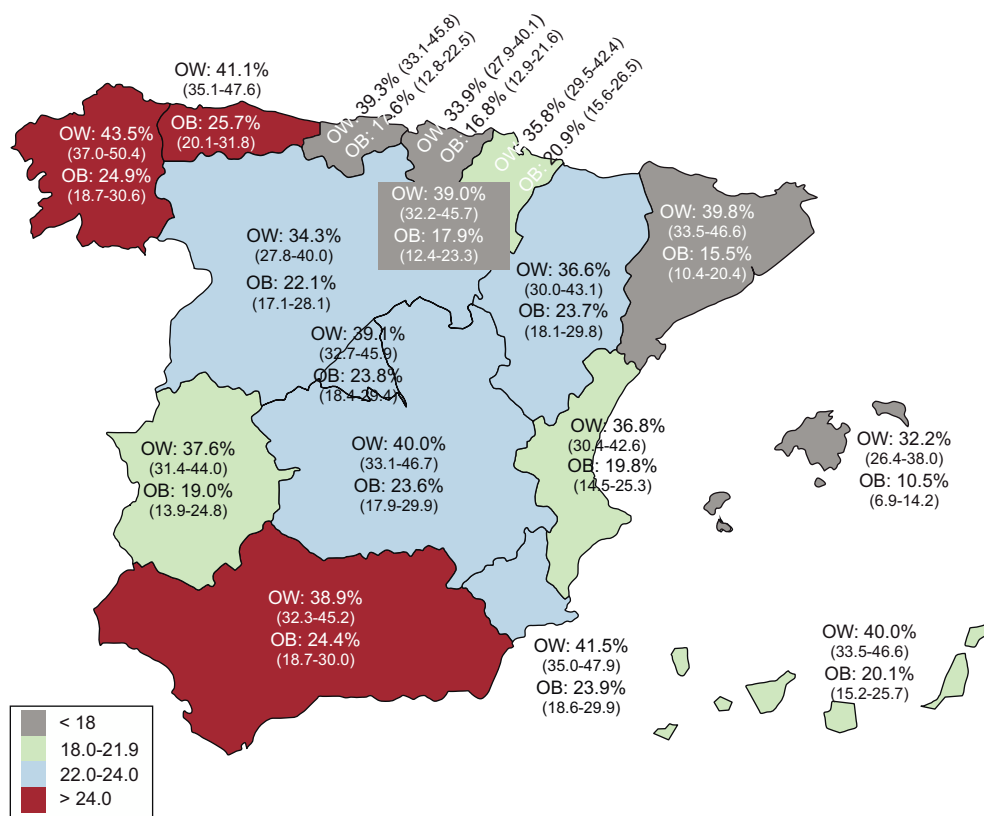 OW: 41.1%
(35.1-47.6)
OB: 25.7%
(20.1-31.8)
OW: 43.5%
(37.0-50.4)
OB: 24.9%
(18.7-30.6)
OW: 39.3% (33.1-45.8)
OB: (12.8-22.5)
OW: 33.9% (27.9-40.1)
OB: 16.8% (12.9-21.6)
OW: 35.8% (29.5-42.4)
OB: 20.9% (15.6-26.5)
OW: 39.0%
(32.2-45.7)
OB: 17.9%
(12.4-23.3)
OW: 39.8%
(33.5-46.6)
OB: 15.5%
(10.4-20.4)
OW: 34.3%
(27.8-40.0)
OB: 22.1%
(17.1-28.1)
OW: 36.6%
(30.0-43.1)
OB: 23.7%
(18.1-29.8)
OW: 39.1%
(32.7-45.9)
OB: 23.8%
(18.4-29.4)
OW: 37.6%
(31.4-44.0)
OB: 19.0%
(13.9-24.8)
OW: 40.0%
(33.1-46.7)
OB: 23.6%
(17.9-29.9)
OW: 36.8%
(30.4-42.6)
OB: 19.8%
(14.5-25.3)
OW: 32.2%
(26.4-38.0)
OB: 10.5%
(6.9-14.2)
OW: 38.9%
(32.3-45.2)
OB: 24.4%
(18.7-30.0)
OW: 41.5%
(35.0-47.9)
OB: 23.9%
(18.6-29.9)
OW: 40.0%
(33.5-46.6)
OB: 20.1%
(15.2-25.7)
< 18
18.0-21.9
22.0-24.0
> 24.0